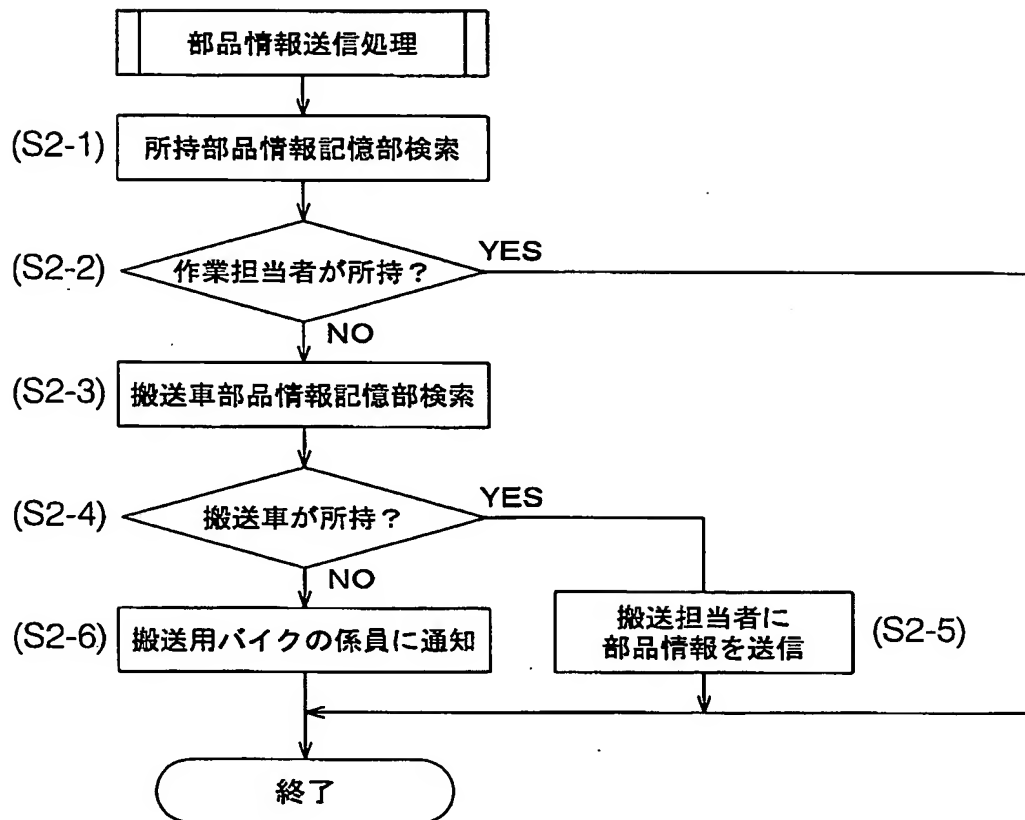 部品情報送信処理
(S2-1)
所持部品情報記憶部検索
(S2-2)
作業担当者が所持？
YES
NO
(S2-3)
搬送車部品情報記憶部検索
(S2-4)
搬送車が所持？
YES
NO
(S2-6)
搬送用バイクの係員に通知
搬送担当者に
部品情報を送信
(S2-5)
終了